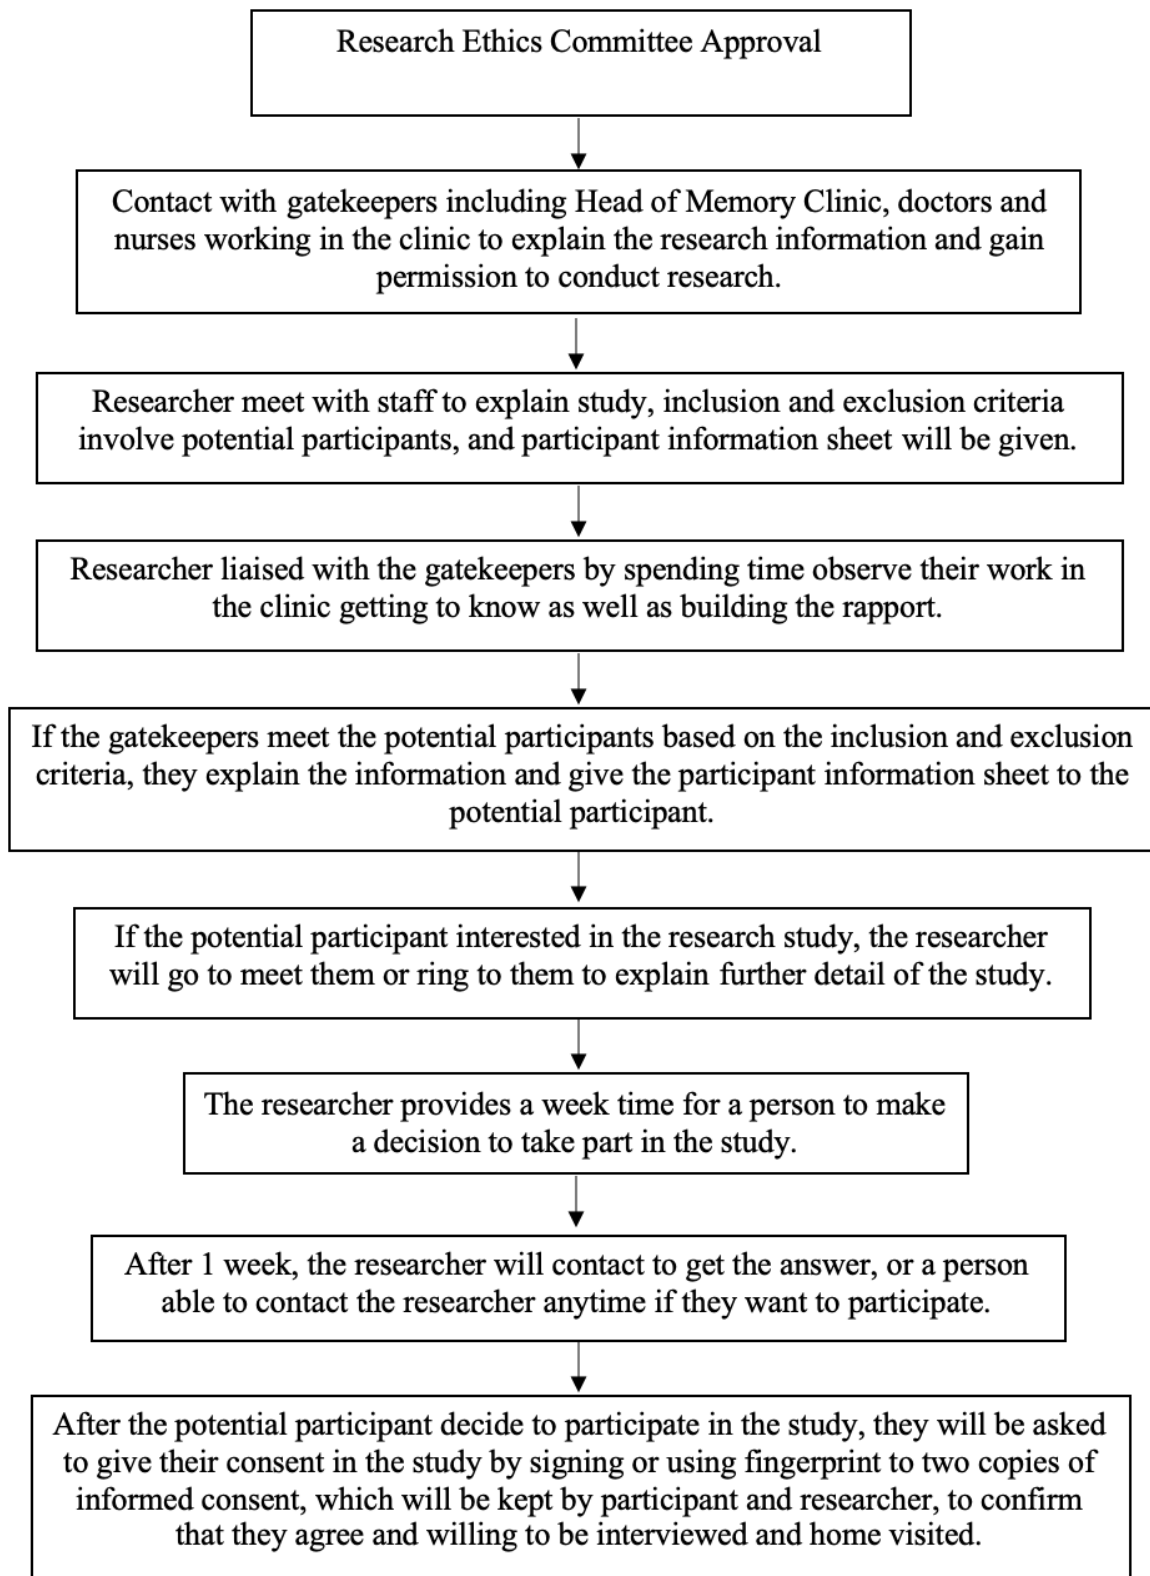 Research Ethics Committee Approval
Contact with gatekeepers including Head of Memory Clinic, doctors and
nurses working in the clinic to explain the research information and gain
permission to conduct research.
Researcher meet with staff to explain study, inclusion and exclusion criteria
involve potential participants, and participant information sheet will be given.
Researcher liaised with the gatekeepers by spending time observe their work in
the clinic getting to know as well as building the rapport.
If the gatekeepers meet the potential participants based on the inclusion and exclusion
criteria, they explain the information and give the participant information sheet to the
potential participant.
If the potential participant interested in the research study, the researcher
will go to meet them or ring to them to explain further detail of the study.
The researcher provides a week time for a person to make
a decision to take part in the study.
After 1 week, the researcher will contact to get the answer, or a person
able to contact the researcher anytime if they want to participate.
After the potential participant decide to participate in the study, they will be asked
to give their consent in the study by signing or using fingerprint to two copies of
informed consent, which will be kept by participant and researcher, to confirm
that they agree and willing to be interviewed and home visited.